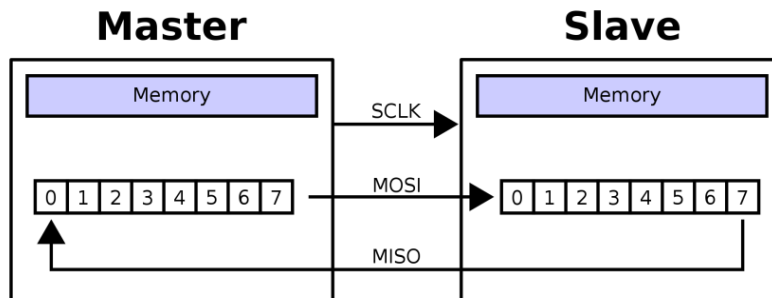 Master Slave
Memory Memory
SCLK
0 1 2 3 4 5 6 7 MOSI 0 1 2 3 4 5 6 7
MISO